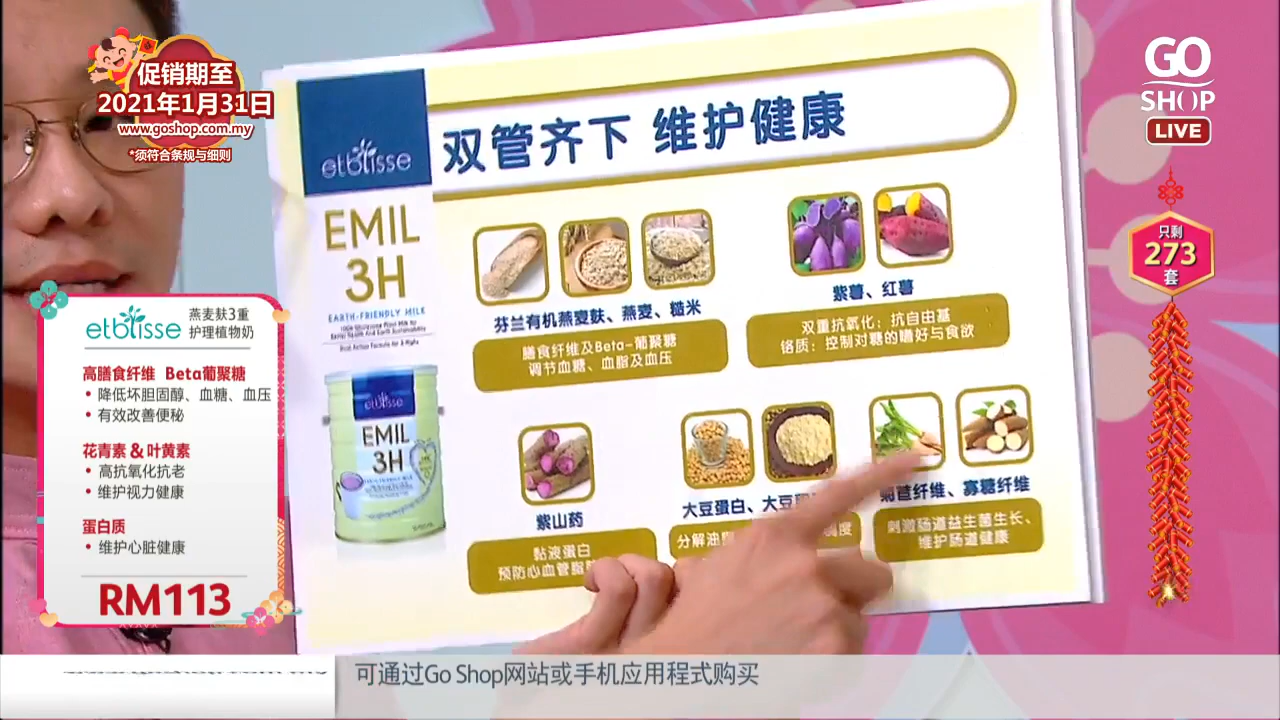 促销期至
2021年1月31日
www.goshop.com.my
*须符合条规与细则
GO
SHOP
LIVE
只剩
273
套
etblisse
双管齐下 维护健康
EMIL
3H
EARTH-FRIENDLY MILK
芬兰有机燕麦麸、燕麦、糙米
膳食纤维及Beta-葡聚糖
调节血糖、血脂及血压
紫薯、红薯
双重抗氧化：抗自由基
铬质：控制对糖的嗜好与食欲
etblisse
EMIL
3H
紫山药
黏液蛋白
预防心血管脂
大豆蛋白、大豆
分解油
菊苣纤维、寡糖纤维
刺激肠道益生菌生长、
维护肠道健康
etblisse
燕麦麸3重
护理植物奶
高膳食纤维 Beta葡聚糖
• 降低坏胆固醇、血糖、血压
• 有效改善便秘
花青素＆叶黄素
• 高抗氧化抗老
• 维护视力健康
蛋白质
• 维护心脏健康
RM113
可通过Go Shop网站或手机应用程式购买